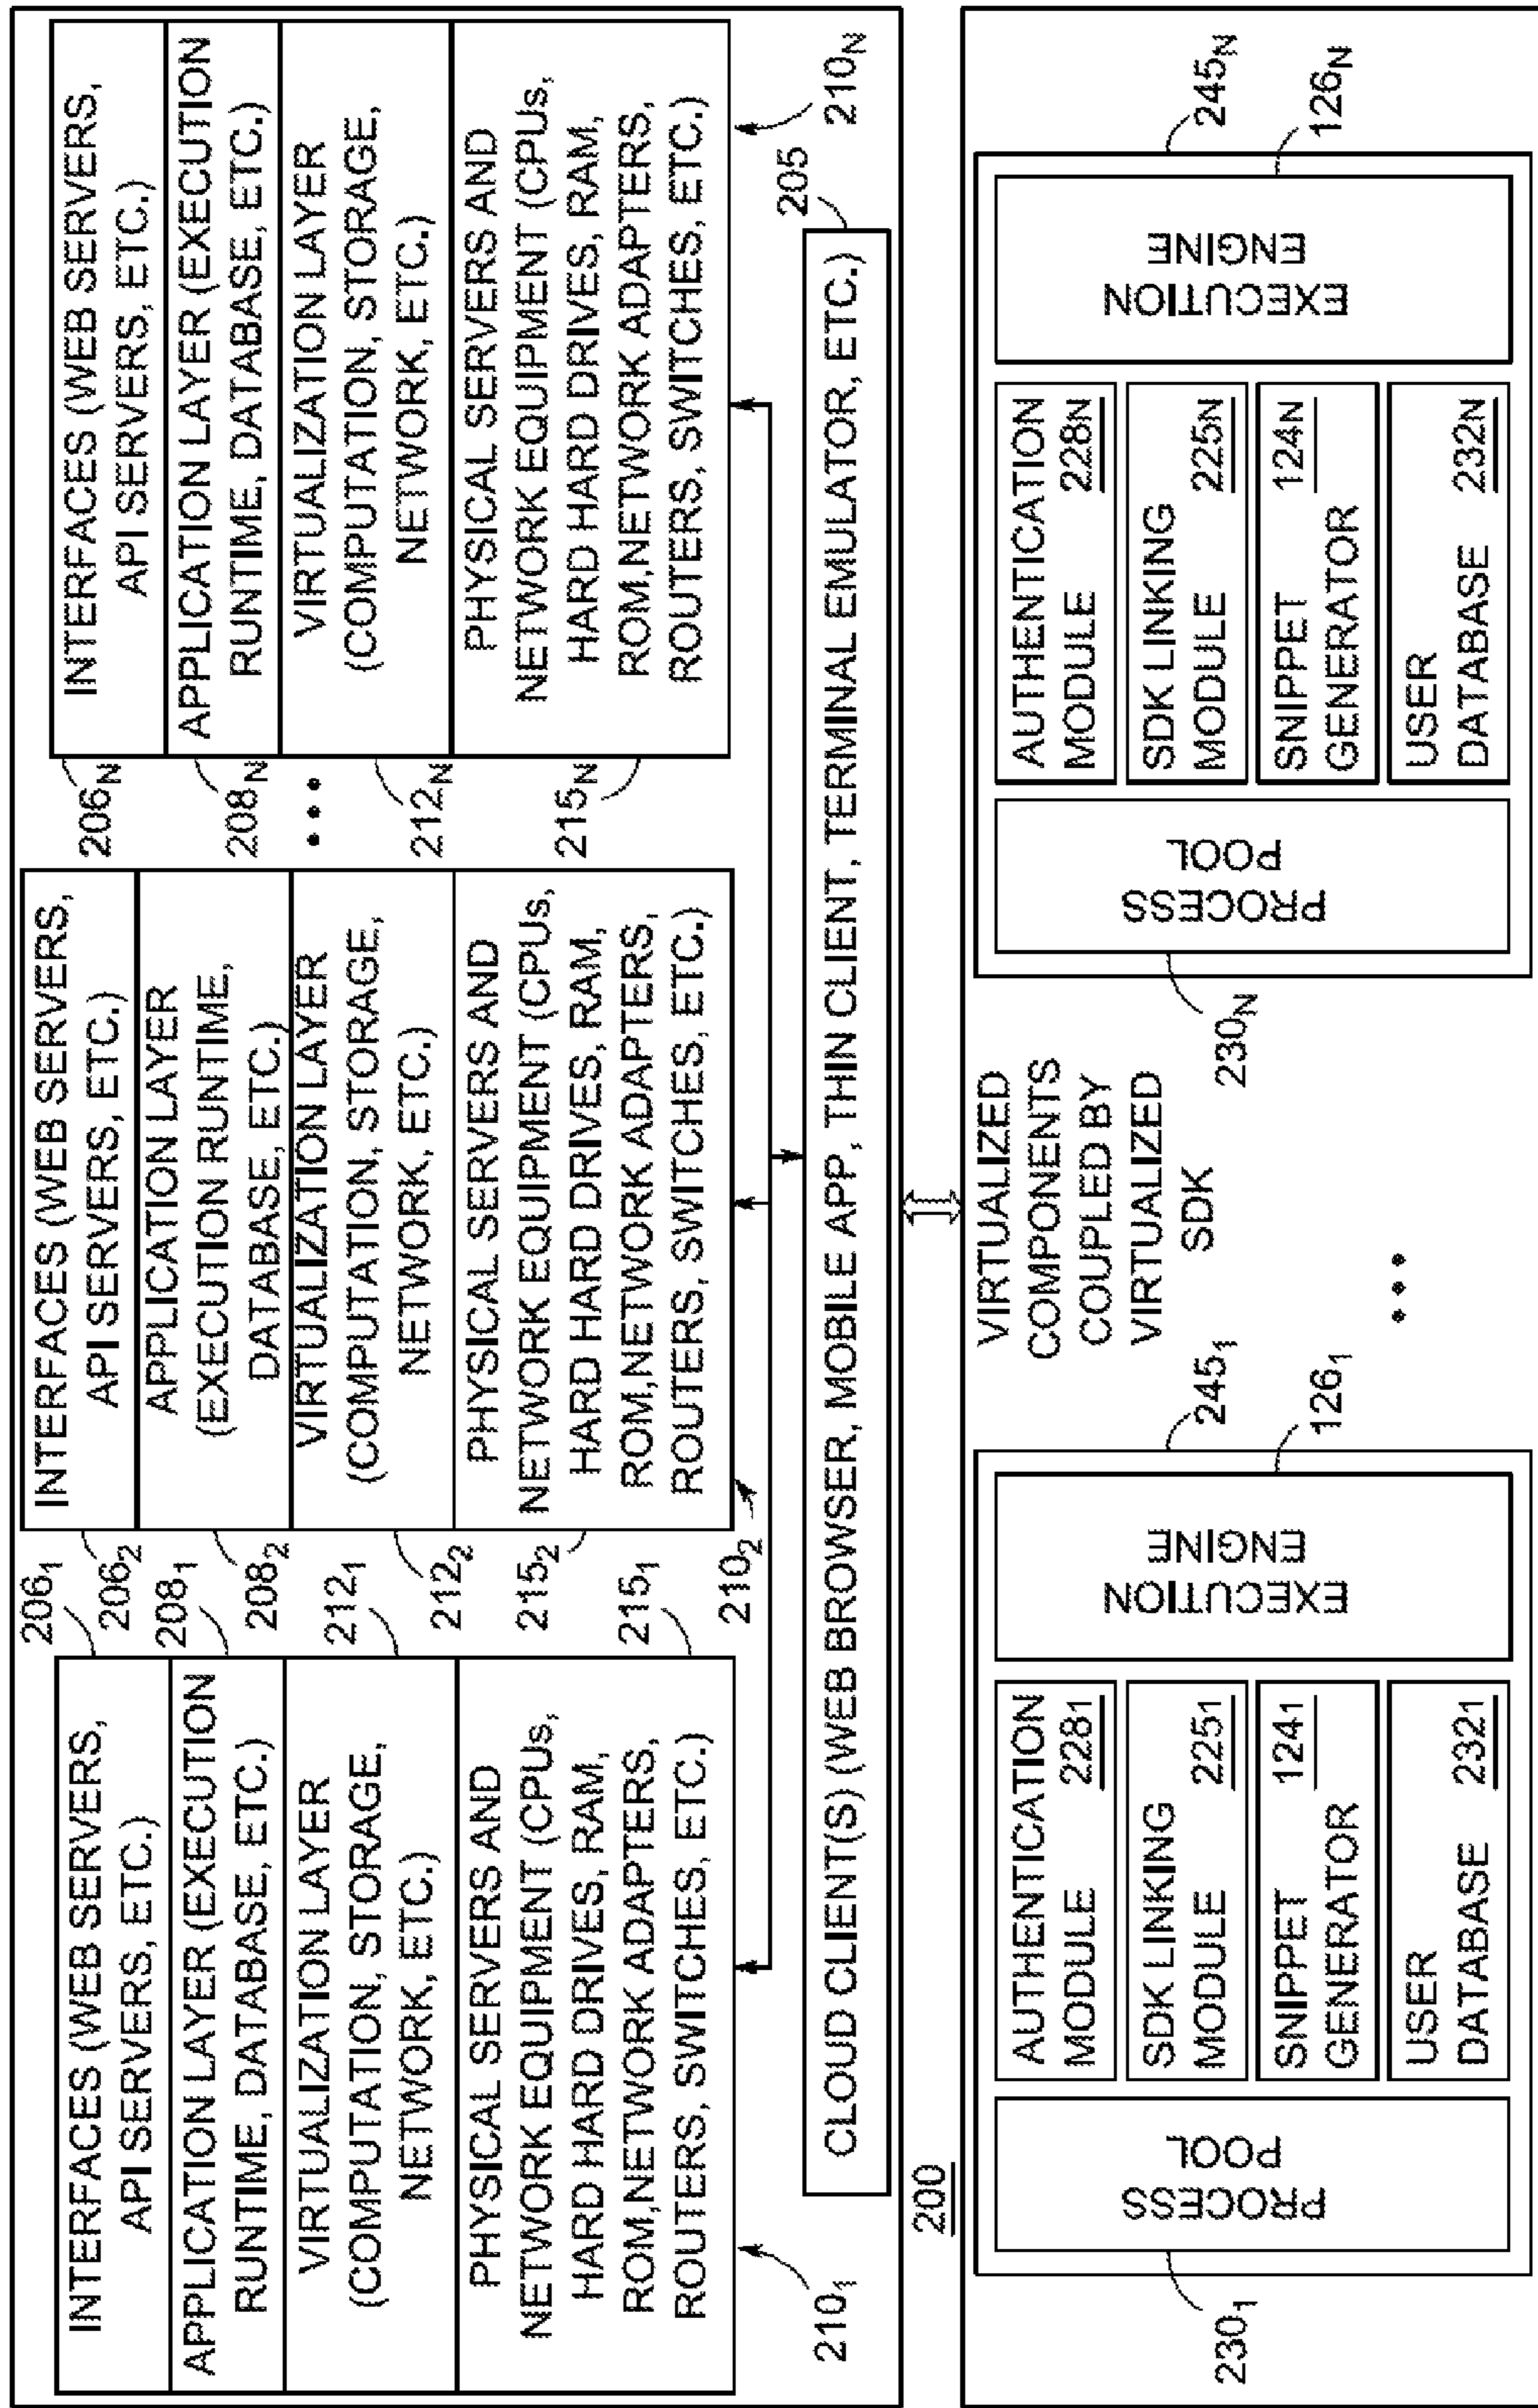 INTERFACES (WEB SERVERS,
API SERVERS, ETC.)
APPLICATION LAYER (EXECUTION
RUNTIME, DATABASE, ETC.)
VIRTUALIZATION LAYER
(COMPUTATION, STORAGE,
NETWORK, ETC.)
PHYSICAL SERVERS AND
NETWORK EQUIPMENT (CPUs,
HARD HARD DRIVES, RAM,
ROM,NETWORK ADAPTERS,
ROUTERS, SWITCHES, ETC.)
206₁
208₁
212₁
215₁
210₁
INTERFACES (WEB SERVERS,
API SERVERS, ETC.)
APPLICATION LAYER
(EXECUTION RUNTIME,
DATABASE, ETC.)
VIRTUALIZATION LAYER
(COMPUTATION, STORAGE,
NETWORK, ETC.)
PHYSICAL SERVERS AND
NETWORK EQUIPMENT (CPUs,
HARD HARD DRIVES, RAM,
ROM,NETWORK ADAPTERS,
ROUTERS, SWITCHES, ETC.)
206₂
208₂
212₂
215₂
210₂
•••
INTERFACES (WEB SERVERS,
API SERVERS, ETC.)
APPLICATION LAYER (EXECUTION
RUNTIME, DATABASE, ETC.)
VIRTUALIZATION LAYER
(COMPUTATION, STORAGE,
NETWORK, ETC.)
PHYSICAL SERVERS AND
NETWORK EQUIPMENT (CPUs,
HARD HARD DRIVES, RAM,
ROM,NETWORK ADAPTERS,
ROUTERS, SWITCHES, ETC.)
206N
208N
212N
215N
210N
CLOUD CLIENT(S) (WEB BROWSER, MOBILE APP, THIN CLIENT, TERMINAL EMULATOR, ETC.)
205
200
PROCESS
POOL
230₁
AUTHENTICATION
MODULE 228₁
SDK LINKING
MODULE 225₁
SNIPPET 124₁
GENERATOR
USER
DATABASE 232₁
EXECUTION
ENGINE
245₁
126₁
VIRTUALIZED
COMPONENTS
COUPLED BY
VIRTUALIZED
SDK
•••
PROCESS
POOL
230N
AUTHENTICATION
MODULE 228N
SDK LINKING
MODULE 225N
SNIPPET 124N
GENERATOR
USER
DATABASE 232N
EXECUTION
ENGINE
245N
126N